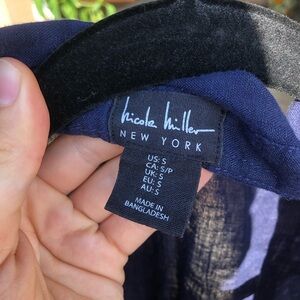 nicole miller
NEW YORK
US: S
CA: S/P
UK: S
EU: S
AU: S
MADE IN
BANGLADESH